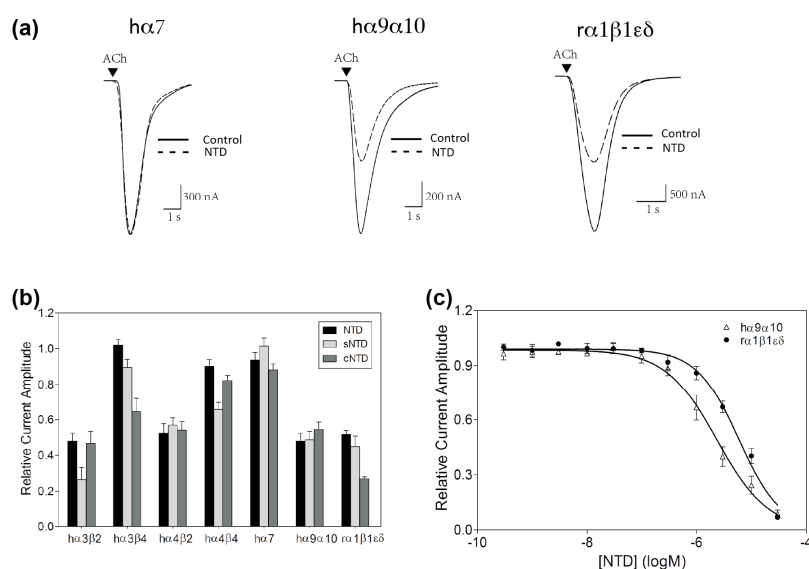 (a)
hα7
hα9α10
rα1β1εδ
ACh
ACh
ACh
Control
NTD
Control
NTD
Control
NTD
300 nA
1 s
200 nA
1 s
500 nA
1 s
(b)
Relative Current Amplitude
1.2
1.0
0.8
0.6
0.4
0.2
0.0
NTD
sNTD
cNTD
hα3β2 hα3β4 hα4β2 hα4β4 hα7 hα9α10 rα1β1εδ
(c)
Relative Current Amplitude
1.2
0.9
0.6
0.3
0.0
hα9α10
rα1β1εδ
-10 -8 -6 -4
[NTD] (logM)